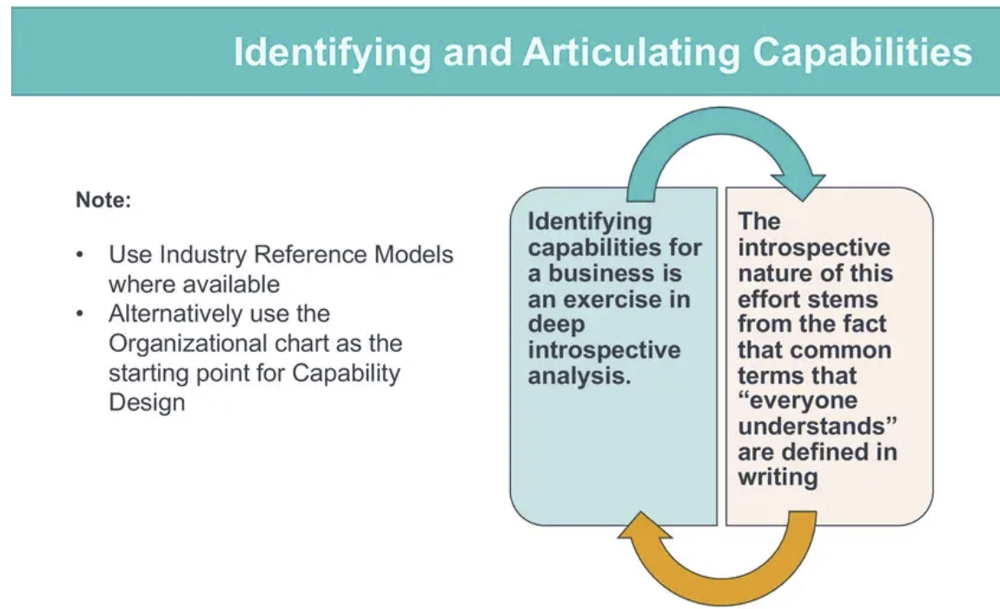 Identifying and Articulating Capabilities
Note:
• Use Industry Reference Models
where available
• Alternatively use the
Organizational chart as the
starting point for Capability
Design
Identifying
capabilities for
a business is
an exercise in
deep
introspective
analysis.
The
introspective
nature of this
effort stems
from the fact
that common
terms that
“everyone
understands”
are defined in
writing